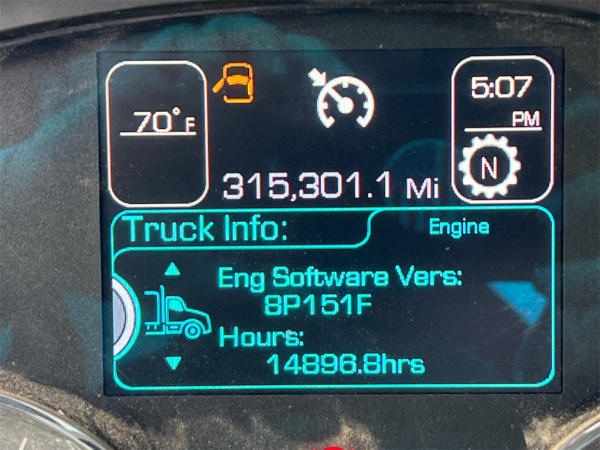 70° F
5:07
PM
N
315,301.1 Mi
Truck Info:
Engine
Eng Software Vers:
8P151F
Hours:
14896.8hrs